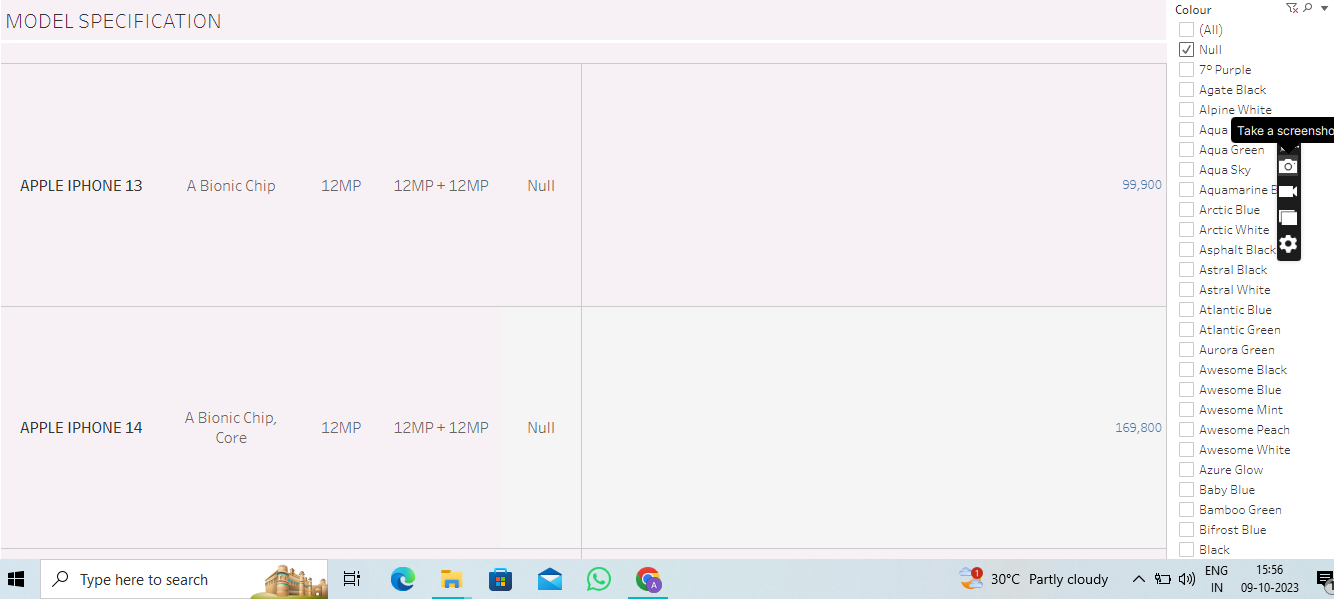 MODEL SPECIFICATION
APPLE IPHONE 13 A Bionic Chip 12MP 12MP + 12MP Null 99,900
APPLE IPHONE 14 A Bionic Chip, Core 12MP 12MP + 12MP Null 169,800
Colour
(All)
Null
7° Purple
Agate Black
Alpine White
Aqua
Take a screensho
Aqua Green
Aqua Sky
Aquamarine B
Arctic Blue
Arctic White
Asphalt Black
Astral Black
Astral White
Atlantic Blue
Atlantic Green
Aurora Green
Awesome Black
Awesome Blue
Awesome Mint
Awesome Peach
Awesome White
Azure Glow
Baby Blue
Bamboo Green
Bifrost Blue
Black
Type here to search
A
1
30°C Partly cloudy
ENG
IN
15:56
09-10-2023